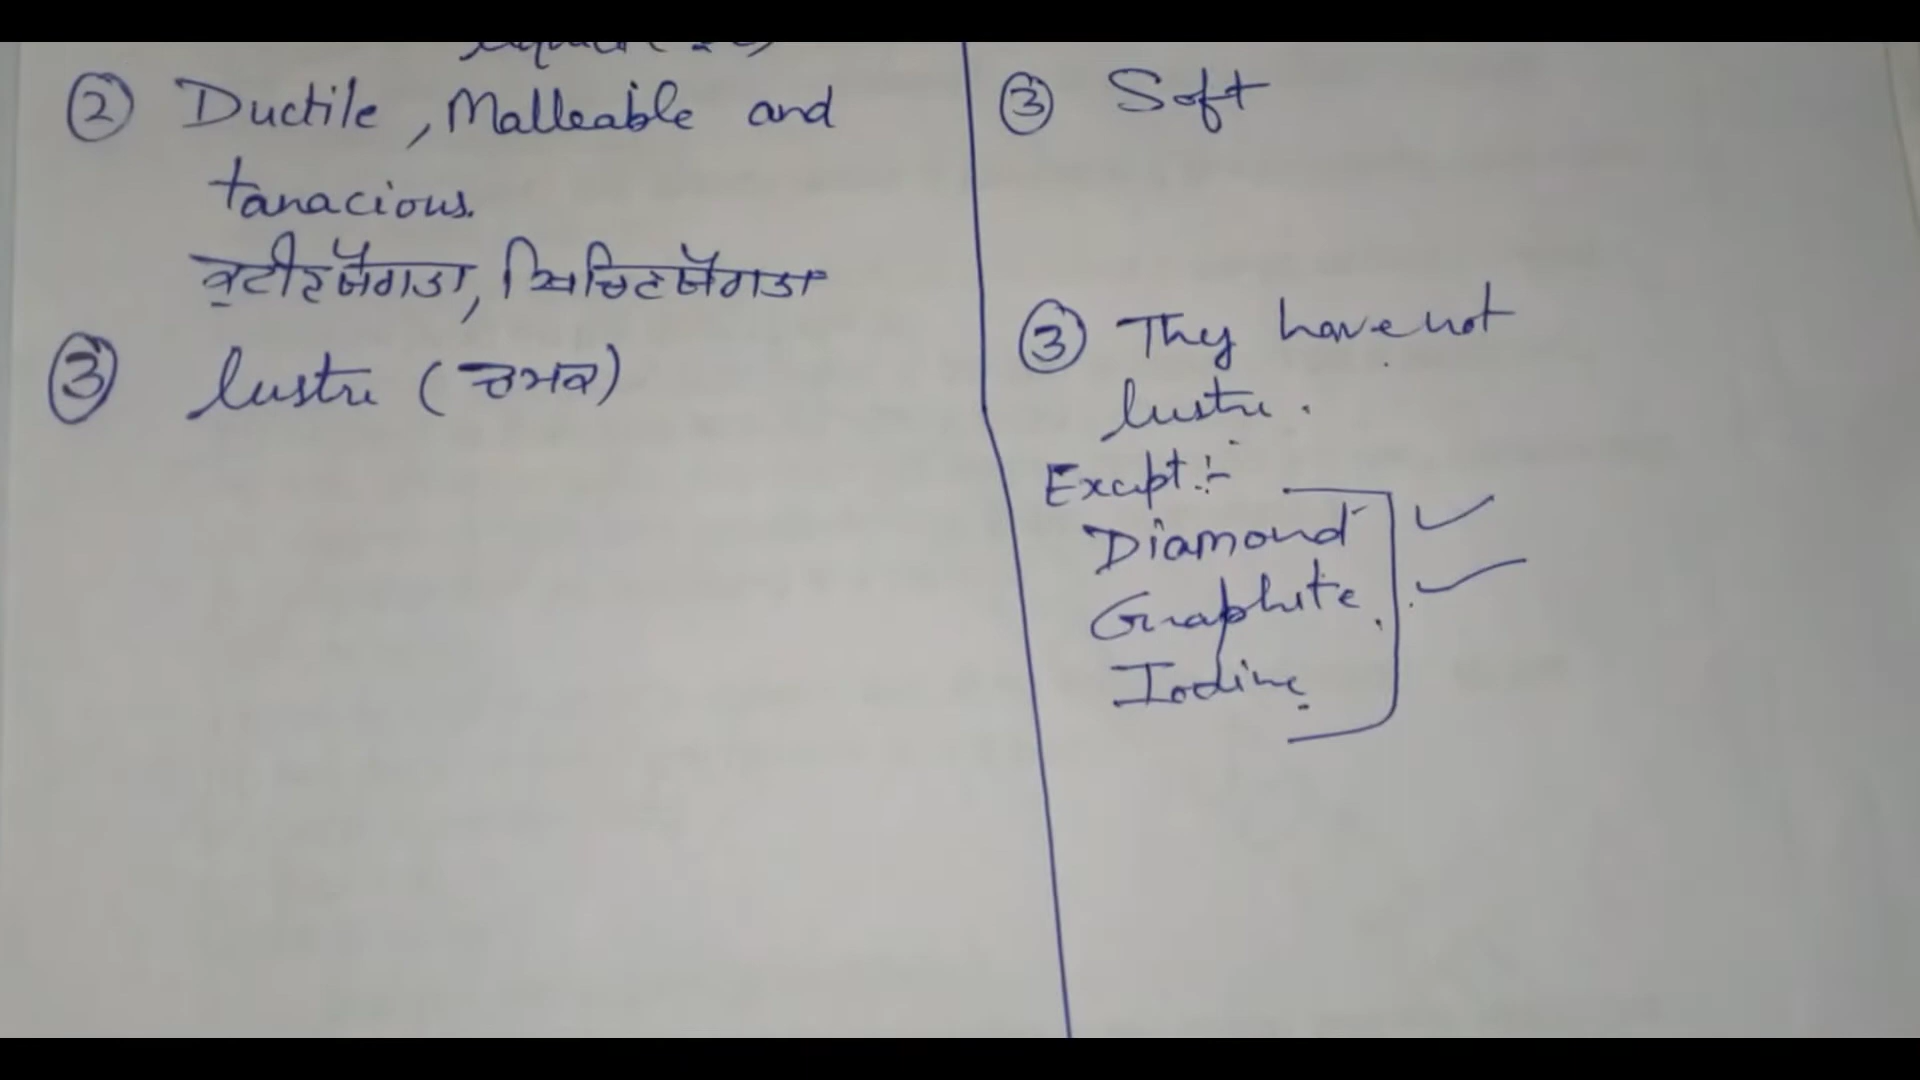 ② Ductile, Malleable and
tanacious.
ਕੁਟੀਣਯੋਗਤਾ, ਖਿਚਿਣਯੋਗਤਾ
③ lustre (ਚਮਕ)
③ Soft
③ They have not
lustre.
Except:-
Diamond
Graphite.
Iodine